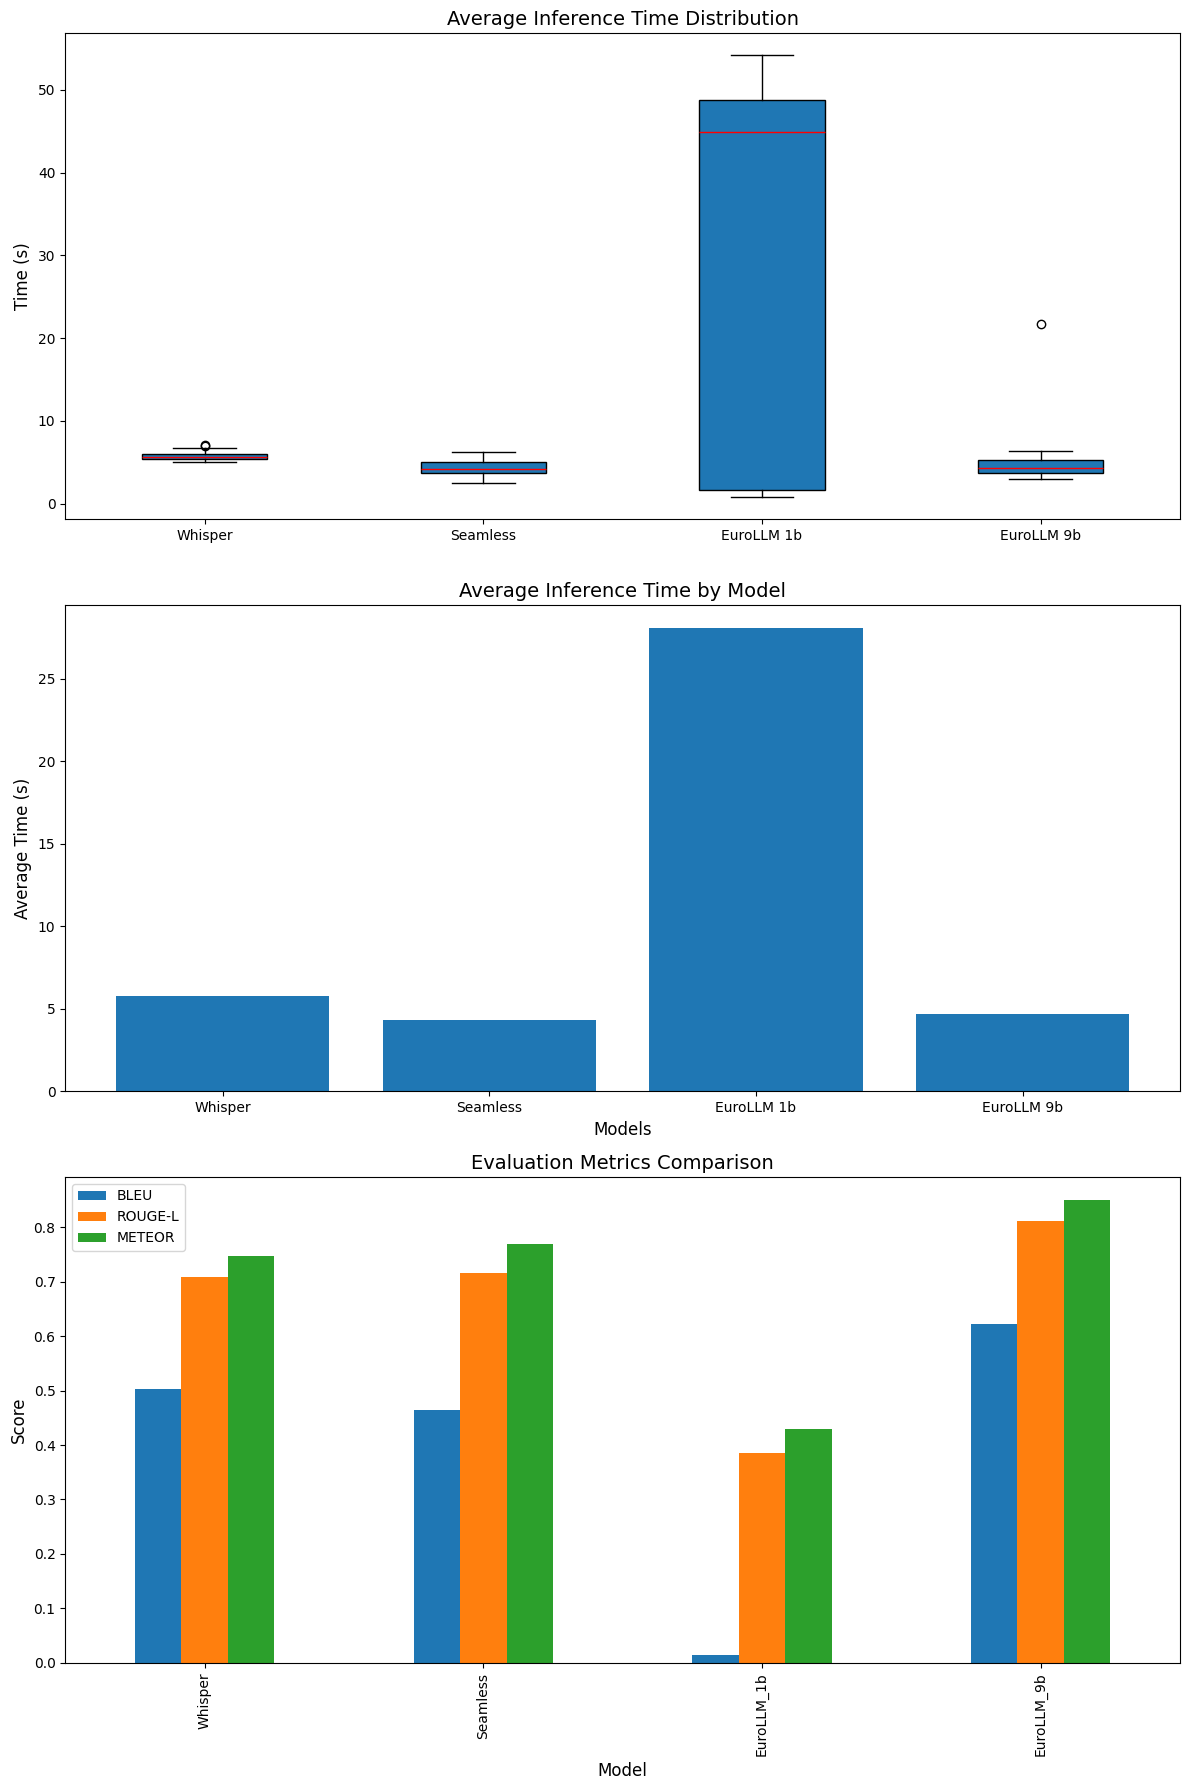 Average Inference Time Distribution
Time (s)
50
40
30
20
10
0
Whisper Seamless EuroLLM 1b EuroLLM 9b
Average Inference Time by Model
Average Time (s)
25
20
15
10
5
0
Whisper Seamless EuroLLM 1b EuroLLM 9b
Models
Evaluation Metrics Comparison
BLEU
ROUGE-L
METEOR
Score
0.8
0.7
0.6
0.5
0.4
0.3
0.2
0.1
0.0
Whisper
Seamless
EuroLLM_1b
EuroLLM_9b
Model